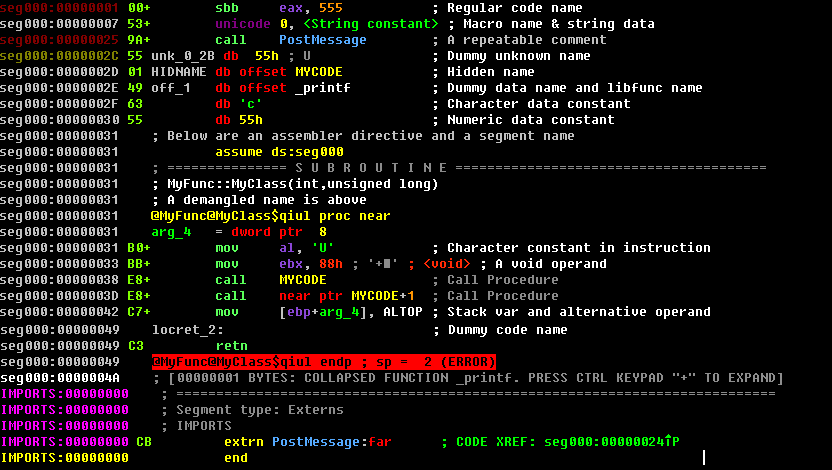 seg000:00000001 00+ sbb eax, 555 ; Regular code name
seg000:00000007 53+ unicode 0, <String constant> ; Macro name & string data
seg000:00000025 9A+ call PostMessage ; A repeatable comment
seg000:0000002C 55 unk_0_2B db 55h ; U ; Dummy unknown name
seg000:0000002D 01 HIDNAME db offset MYCODE ; Hidden name
seg000:0000002E 49 off_1 db offset _printf ; Dummy data name and libfunc name
seg000:0000002F 63 db 'c' ; Character data constant
seg000:00000030 55 db 55h ; Numeric data constant
seg000:00000031 ; Below are an assembler directive and a segment name
seg000:00000031 assume ds:seg000
seg000:00000031 ; =============== S U B R O U T I N E =======================================
seg000:00000031 ; MyFunc::MyClass(int,unsigned long)
seg000:00000031 ; A demangled name is above
seg000:00000031 @MyFunc@MyClass$qiul proc near
seg000:00000031 arg_4 = dword ptr 8
seg000:00000031 B0+ mov al, 'U' ; Character constant in instruction
seg000:00000033 BB+ mov ebx, 88h ; '+■' ; <void> ; A void operand
seg000:00000038 E8+ call MYCODE ; Call Procedure
seg000:0000003D E8+ call near ptr MYCODE+1 ; Call Procedure
seg000:00000042 C7+ mov [ebp+arg_4], ALTOP ; Stack var and alternative operand
seg000:00000049 locret_2: ; Dummy code name
seg000:00000049 C3 retn
seg000:00000049 @MyFunc@MyClass$qiul endp ; sp = 2 (ERROR)
seg000:0000004A ; [00000001 BYTES: COLLAPSED FUNCTION _printf. PRESS CTRL KEYPAD "+" TO EXPAND]
IMPORTS:00000000 ; ===========================================================================
IMPORTS:00000000 ; Segment type: Externs
IMPORTS:00000000 ; IMPORTS
IMPORTS:00000000 CB extrn PostMessage:far ; CODE XREF: seg000:00000024↑P
IMPORTS:00000000 end